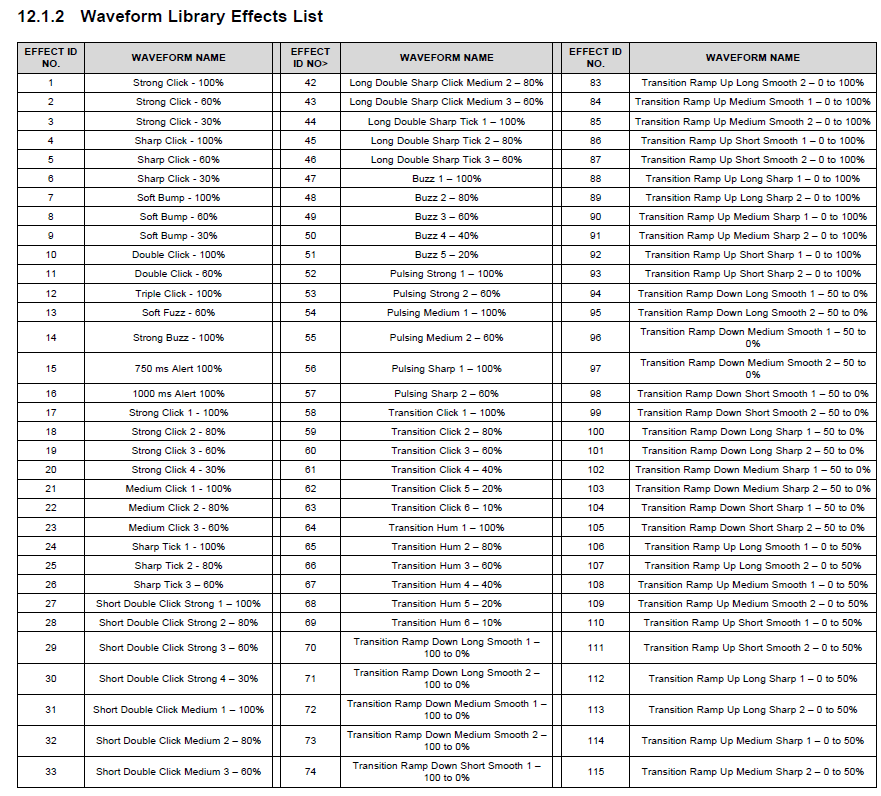 12.1.2 Waveform Library Effects List
EFFECT ID NO. WAVEFORM NAME EFFECT ID NO> WAVEFORM NAME EFFECT ID NO. WAVEFORM NAME
1 Strong Click - 100% 42 Long Double Sharp Click Medium 2 – 80% 83 Transition Ramp Up Long Smooth 2 – 0 to 100%
2 Strong Click - 60% 43 Long Double Sharp Click Medium 3 – 60% 84 Transition Ramp Up Medium Smooth 1 – 0 to 100%
3 Strong Click - 30% 44 Long Double Sharp Tick 1 – 100% 85 Transition Ramp Up Medium Smooth 2 – 0 to 100%
4 Sharp Click - 100% 45 Long Double Sharp Tick 2 – 80% 86 Transition Ramp Up Short Smooth 1 – 0 to 100%
5 Sharp Click - 60% 46 Long Double Sharp Tick 3 – 60% 87 Transition Ramp Up Short Smooth 2 – 0 to 100%
6 Sharp Click - 30% 47 Buzz 1 – 100% 88 Transition Ramp Up Long Sharp 1 – 0 to 100%
7 Soft Bump - 100% 48 Buzz 2 – 80% 89 Transition Ramp Up Long Sharp 2 – 0 to 100%
8 Soft Bump - 60% 49 Buzz 3 – 60% 90 Transition Ramp Up Medium Sharp 1 – 0 to 100%
9 Soft Bump - 30% 50 Buzz 4 – 40% 91 Transition Ramp Up Medium Sharp 2 – 0 to 100%
10 Double Click - 100% 51 Buzz 5 – 20% 92 Transition Ramp Up Short Sharp 1 – 0 to 100%
11 Double Click - 60% 52 Pulsing Strong 1 – 100% 93 Transition Ramp Up Short Sharp 2 – 0 to 100%
12 Triple Click - 100% 53 Pulsing Strong 2 – 60% 94 Transition Ramp Down Long Smooth 1 – 50 to 0%
13 Soft Fuzz - 60% 54 Pulsing Medium 1 – 100% 95 Transition Ramp Down Long Smooth 2 – 50 to 0%
14 Strong Buzz - 100% 55 Pulsing Medium 2 – 60% 96 Transition Ramp Down Medium Smooth 1 – 50 to 0%
15 750 ms Alert 100% 56 Pulsing Sharp 1 – 100% 97 Transition Ramp Down Medium Smooth 2 – 50 to 0%
16 1000 ms Alert 100% 57 Pulsing Sharp 2 – 60% 98 Transition Ramp Down Short Smooth 1 – 50 to 0%
17 Strong Click 1 - 100% 58 Transition Click 1 – 100% 99 Transition Ramp Down Short Smooth 2 – 50 to 0%
18 Strong Click 2 - 80% 59 Transition Click 2 – 80% 100 Transition Ramp Down Long Sharp 1 – 50 to 0%
19 Strong Click 3 - 60% 60 Transition Click 3 – 60% 101 Transition Ramp Down Long Sharp 2 – 50 to 0%
20 Strong Click 4 - 30% 61 Transition Click 4 – 40% 102 Transition Ramp Down Medium Sharp 1 – 50 to 0%
21 Medium Click 1 - 100% 62 Transition Click 5 – 20% 103 Transition Ramp Down Medium Sharp 2 – 50 to 0%
22 Medium Click 2 - 80% 63 Transition Click 6 – 10% 104 Transition Ramp Down Short Sharp 1 – 50 to 0%
23 Medium Click 3 - 60% 64 Transition Hum 1 – 100% 105 Transition Ramp Down Short Sharp 2 – 50 to 0%
24 Sharp Tick 1 - 100% 65 Transition Hum 2 – 80% 106 Transition Ramp Up Long Smooth 1 – 0 to 50%
25 Sharp Tick 2 - 80% 66 Transition Hum 3 – 60% 107 Transition Ramp Up Long Smooth 2 – 0 to 50%
26 Sharp Tick 3 – 60% 67 Transition Hum 4 – 40% 108 Transition Ramp Up Medium Smooth 1 – 0 to 50%
27 Short Double Click Strong 1 – 100% 68 Transition Hum 5 – 20% 109 Transition Ramp Up Medium Smooth 2 – 0 to 50%
28 Short Double Click Strong 2 – 80% 69 Transition Hum 6 – 10% 110 Transition Ramp Up Short Smooth 1 – 0 to 50%
29 Short Double Click Strong 3 – 60% 70 Transition Ramp Down Long Smooth 1 – 100 to 0% 111 Transition Ramp Up Short Smooth 2 – 0 to 50%
30 Short Double Click Strong 4 – 30% 71 Transition Ramp Down Long Smooth 2 – 100 to 0% 112 Transition Ramp Up Long Sharp 1 – 0 to 50%
31 Short Double Click Medium 1 – 100% 72 Transition Ramp Down Medium Smooth 1 – 100 to 0% 113 Transition Ramp Up Long Sharp 2 – 0 to 50%
32 Short Double Click Medium 2 – 80% 73 Transition Ramp Down Medium Smooth 2 – 100 to 0% 114 Transition Ramp Up Medium Sharp 1 – 0 to 50%
33 Short Double Click Medium 3 – 60% 74 Transition Ramp Down Short Smooth 1 – 100 to 0% 115 Transition Ramp Up Medium Sharp 2 – 0 to 50%